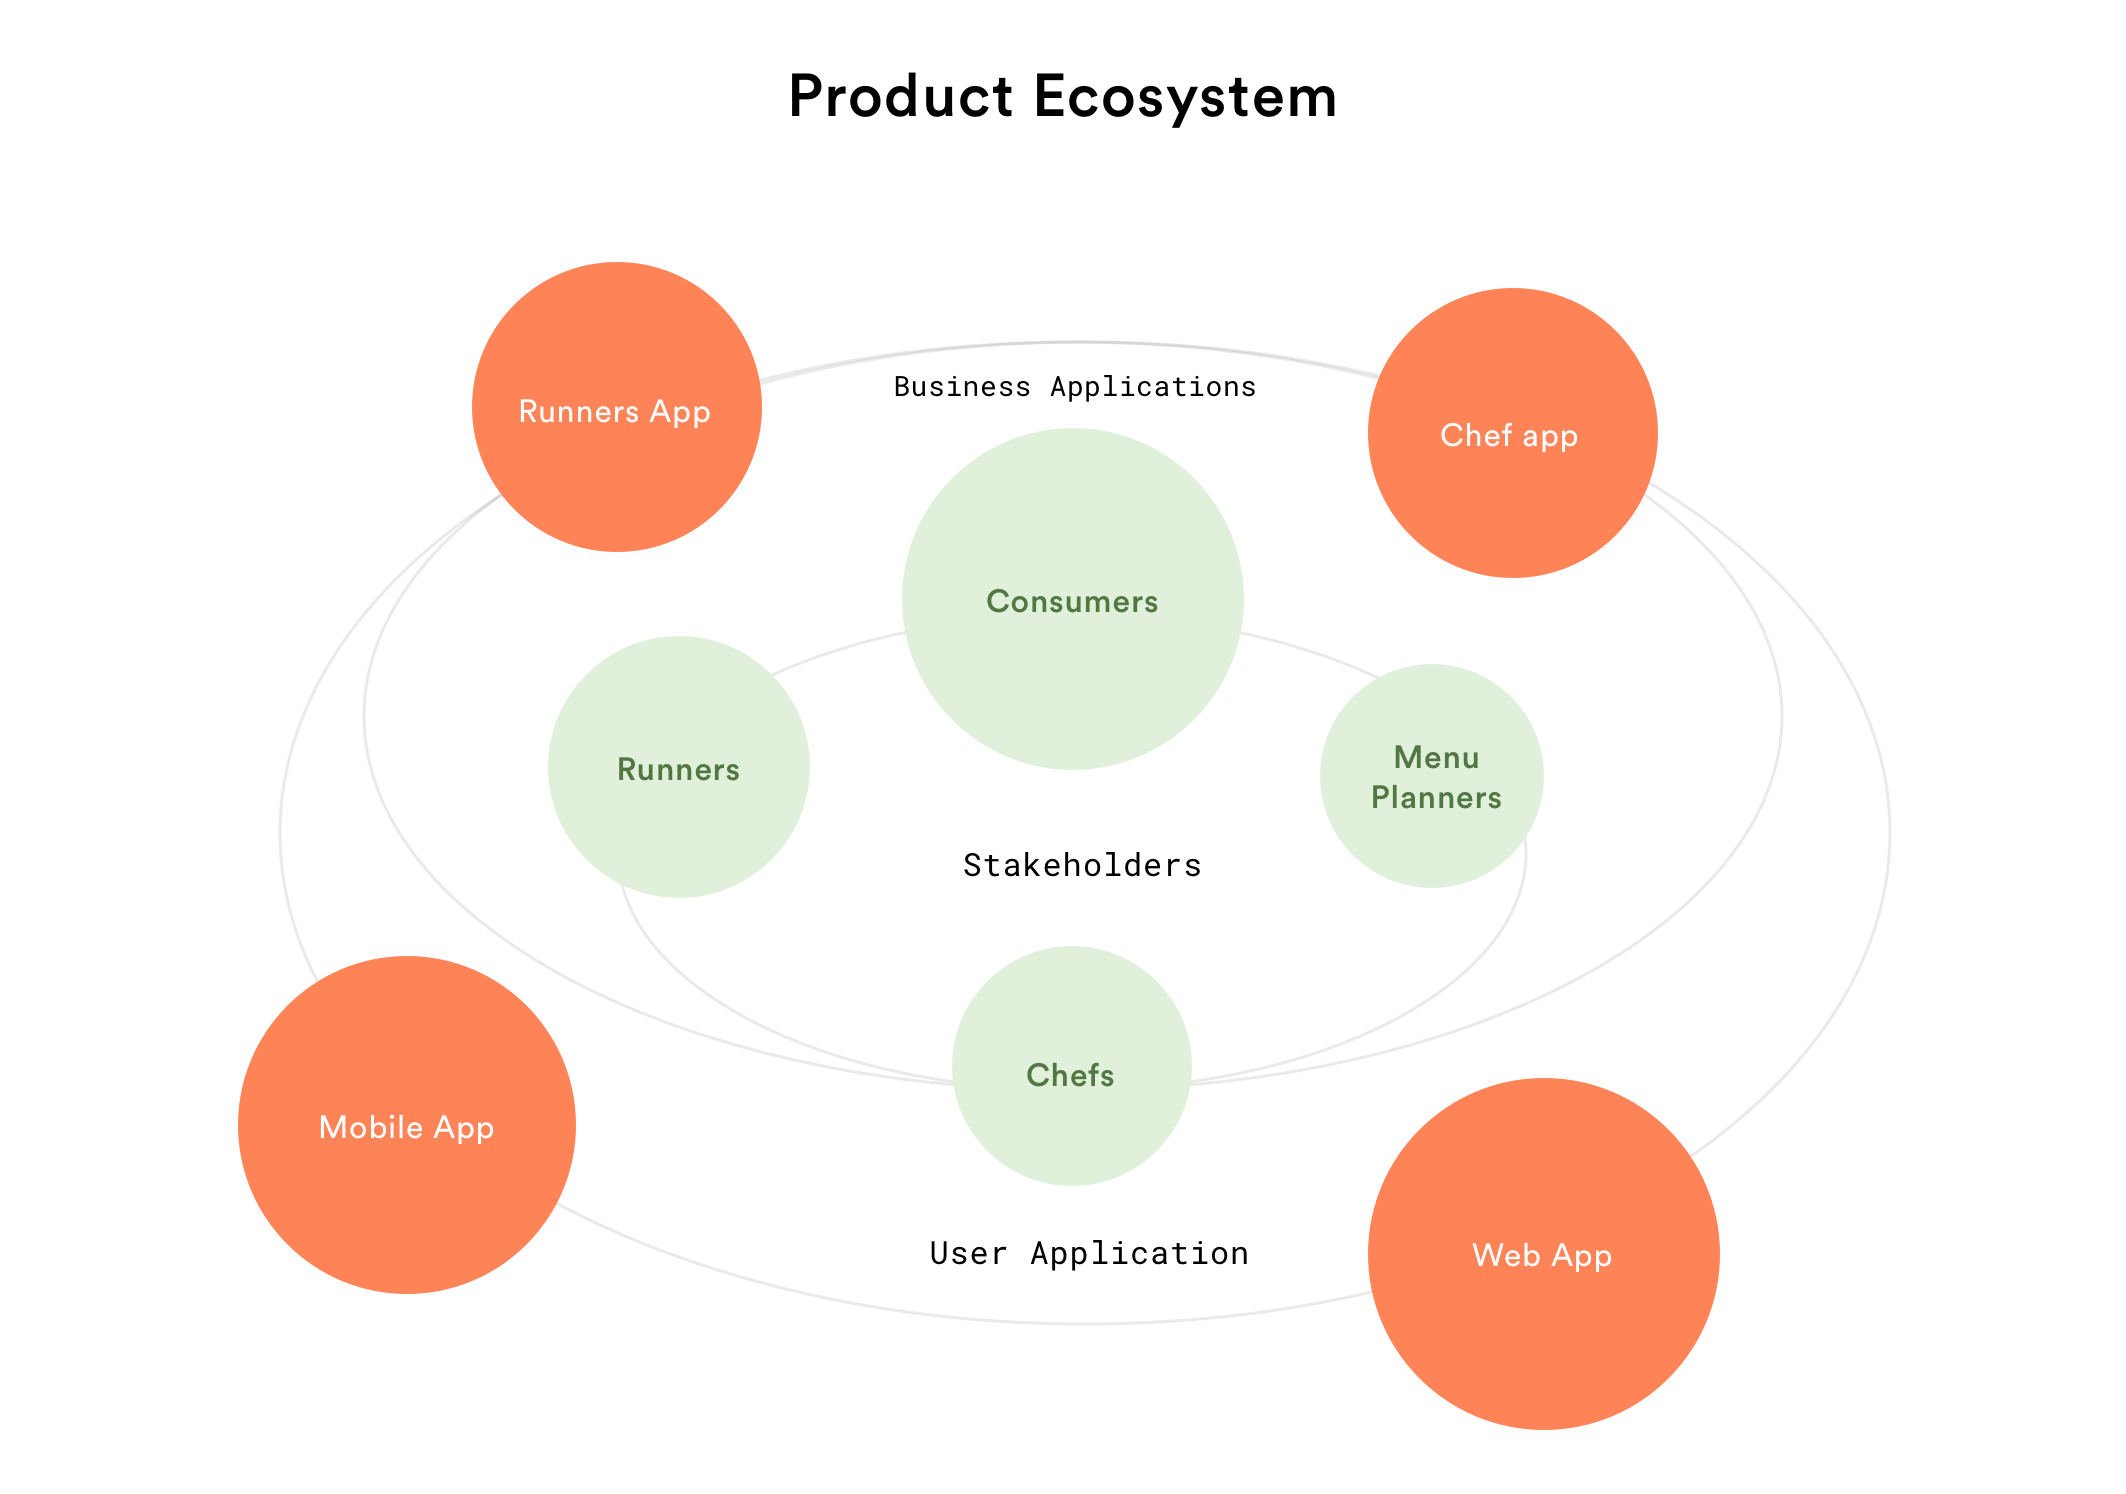 Product Ecosystem
Runners App
Business Applications
Chef app
Consumers
Runners
Menu
Planners
Stakeholders
Chefs
Mobile App
User Application
Web App